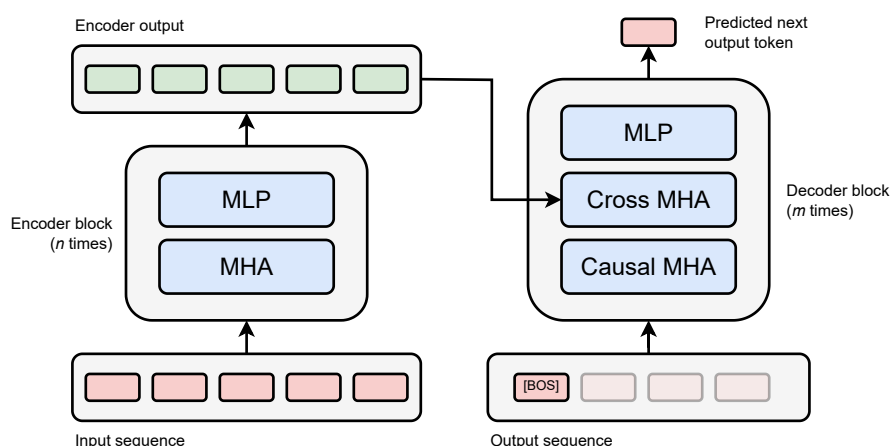 Encoder output
Predicted next
output token
MLP
MLP
Cross MHA
Decoder block
(m times)
Encoder block
(n times)
MHA
Causal MHA
[BOS]
Input sequence
Output sequence